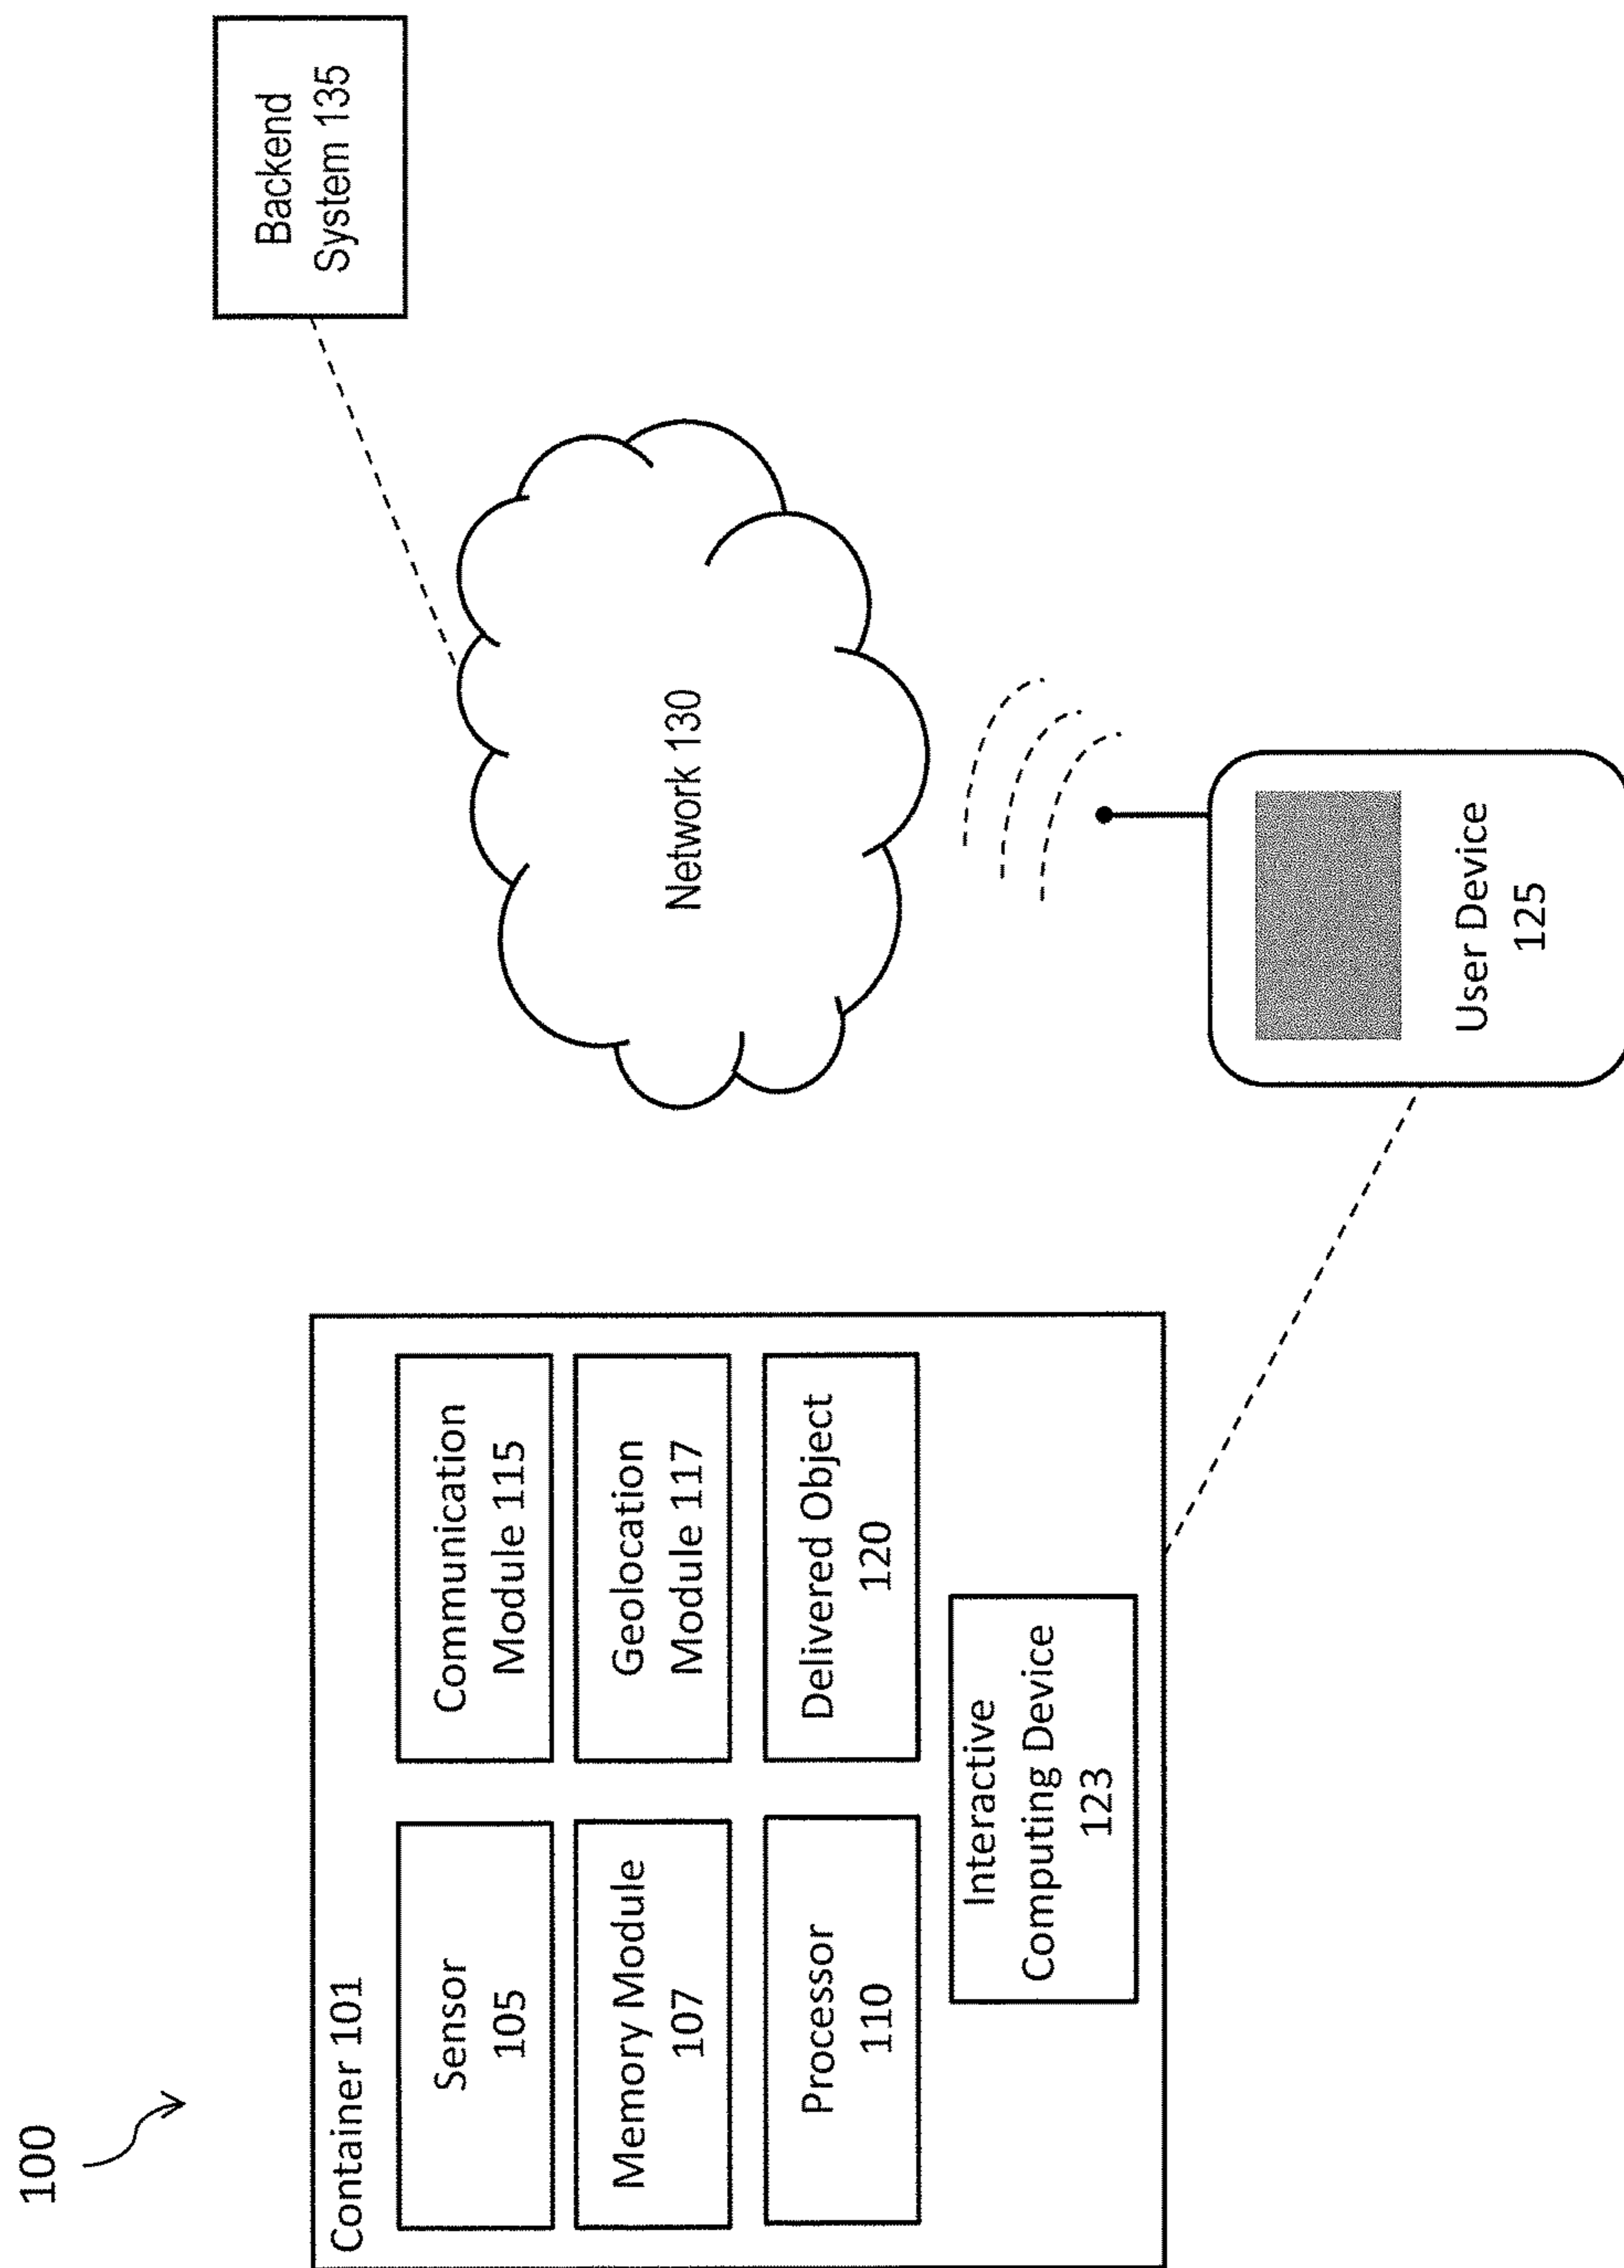 100
Container 101
Sensor
105
Communication
Module 115
Memory Module
107
Geolocation
Module 117
Processor
110
Delivered Object
120
Interactive
Computing Device
123
Network 130
Backend
System 135
User Device
125